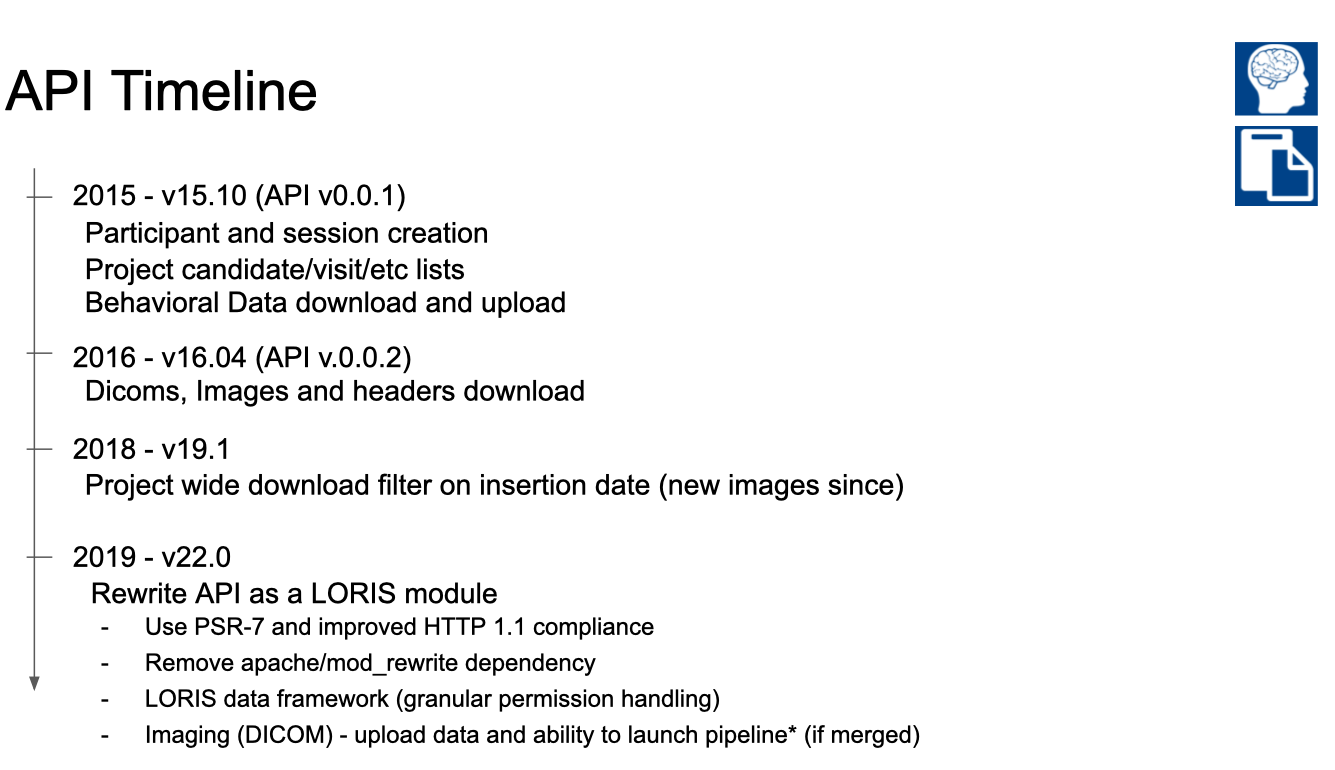 API Timeline
2015 - v15.10 (API v0.0.1)
Participant and session creation
Project candidate/visit/etc lists
Behavioral Data download and upload
2016 - v16.04 (API v.0.0.2)
Dicoms, Images and headers download
2018 - v19.1
Project wide download filter on insertion date (new images since)
2019 - v22.0
Rewrite API as a LORIS module
- Use PSR-7 and improved HTTP 1.1 compliance
- Remove apache/mod_rewrite dependency
- LORIS data framework (granular permission handling)
- Imaging (DICOM) - upload data and ability to launch pipeline* (if merged)